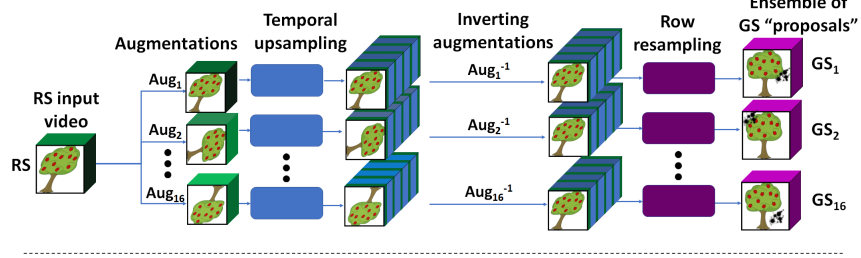 Ensemble of
GS “proposals”
Temporal
upsampling
Inverting
augmentations
Row
resampling
Augmentations
RS input
video
RS
Aug1
Aug2
Aug16
Aug1-1
Aug2-1
Aug16-1
GS1
GS2
GS16